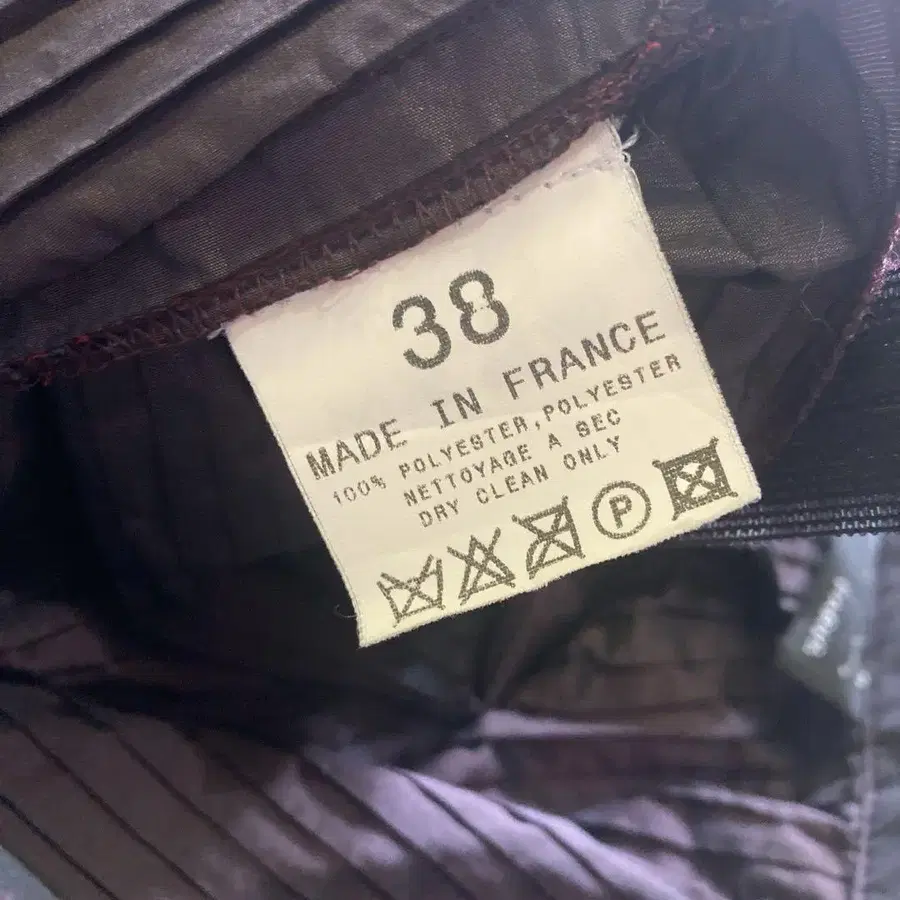 38
MADE IN FRANCE
100% POLYESTER,POLYESTER
NETTOYAGE A SEC
DRY CLEAN ONLY
P